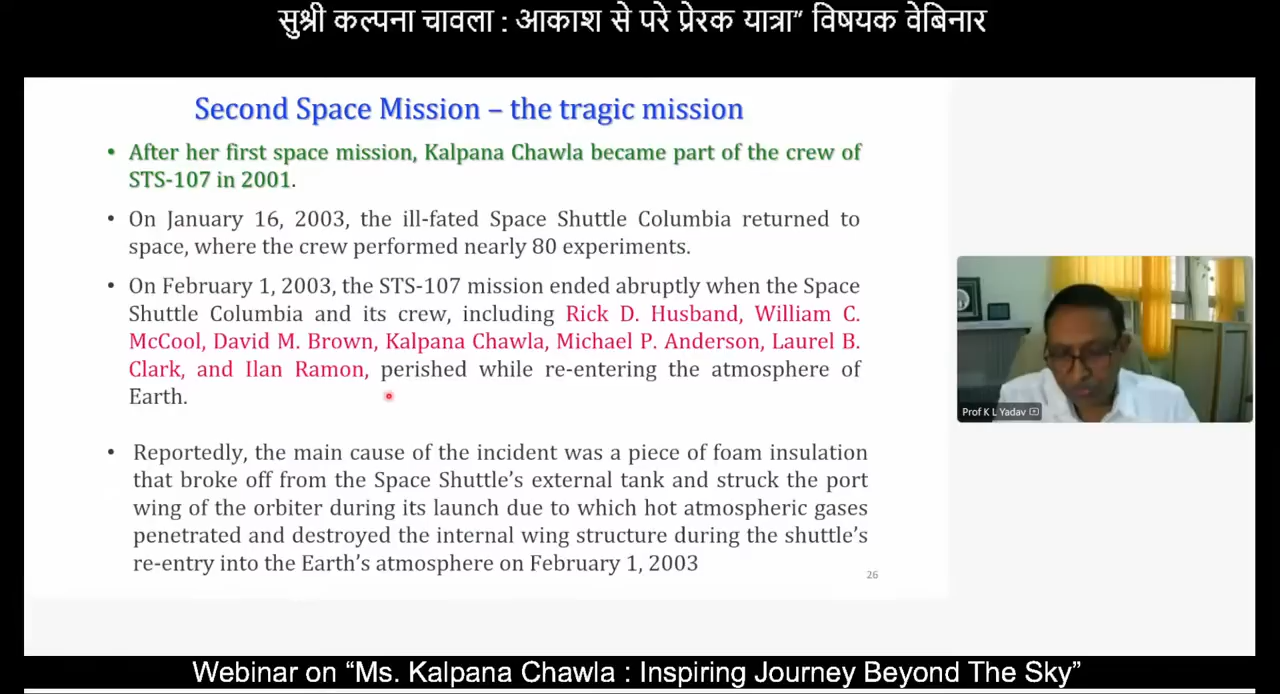 सुश्री कल्पना चावला : आकाश से परे प्रेरक यात्रा” विषयक वेबिनार
Second Space Mission – the tragic mission
• After her first space mission, Kalpana Chawla became part of the crew of
STS-107 in 2001.
• On January 16, 2003, the ill-fated Space Shuttle Columbia returned to
space, where the crew performed nearly 80 experiments.
• On February 1, 2003, the STS-107 mission ended abruptly when the Space
Shuttle Columbia and its crew, including Rick D. Husband, William C.
McCool, David M. Brown, Kalpana Chawla, Michael P. Anderson, Laurel B.
Clark, and Ilan Ramon, perished while re-entering the atmosphere of
Earth.
• Reportedly, the main cause of the incident was a piece of foam insulation
that broke off from the Space Shuttle’s external tank and struck the port
wing of the orbiter during its launch due to which hot atmospheric gases
penetrated and destroyed the internal wing structure during the shuttle’s
re-entry into the Earth’s atmosphere on February 1, 2003
26
Prof K L Yadav
Webinar on “Ms. Kalpana Chawla : Inspiring Journey Beyond The Sky”